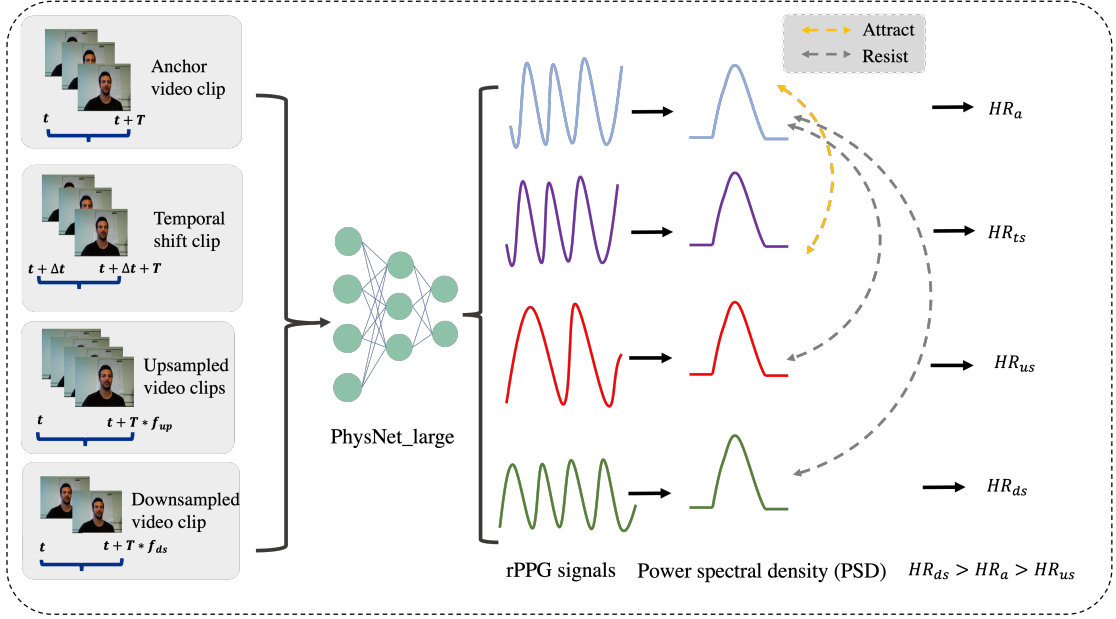 Anchor
video clip
t
t + T
Temporal
shift clip
t + Δt
t + Δt + T
Upsampled
video clips
t
t + T * f_up
Downsampled
video clip
t
t + T * f_ds
PhysNet_large
rPPG signals
Power spectral density (PSD)
Attract
Resist
HR_a
HR_ts
HR_us
HR_ds
HR_ds > HR_a > HR_us